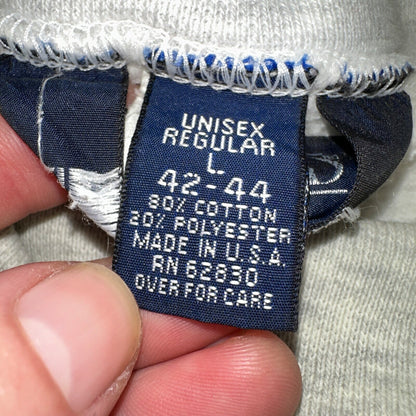 UNISEX
REGULAR
L
42-44
80% COTTON
20% POLYESTER
MADE IN U.S.A.
RN 62830
OVER FOR CARE